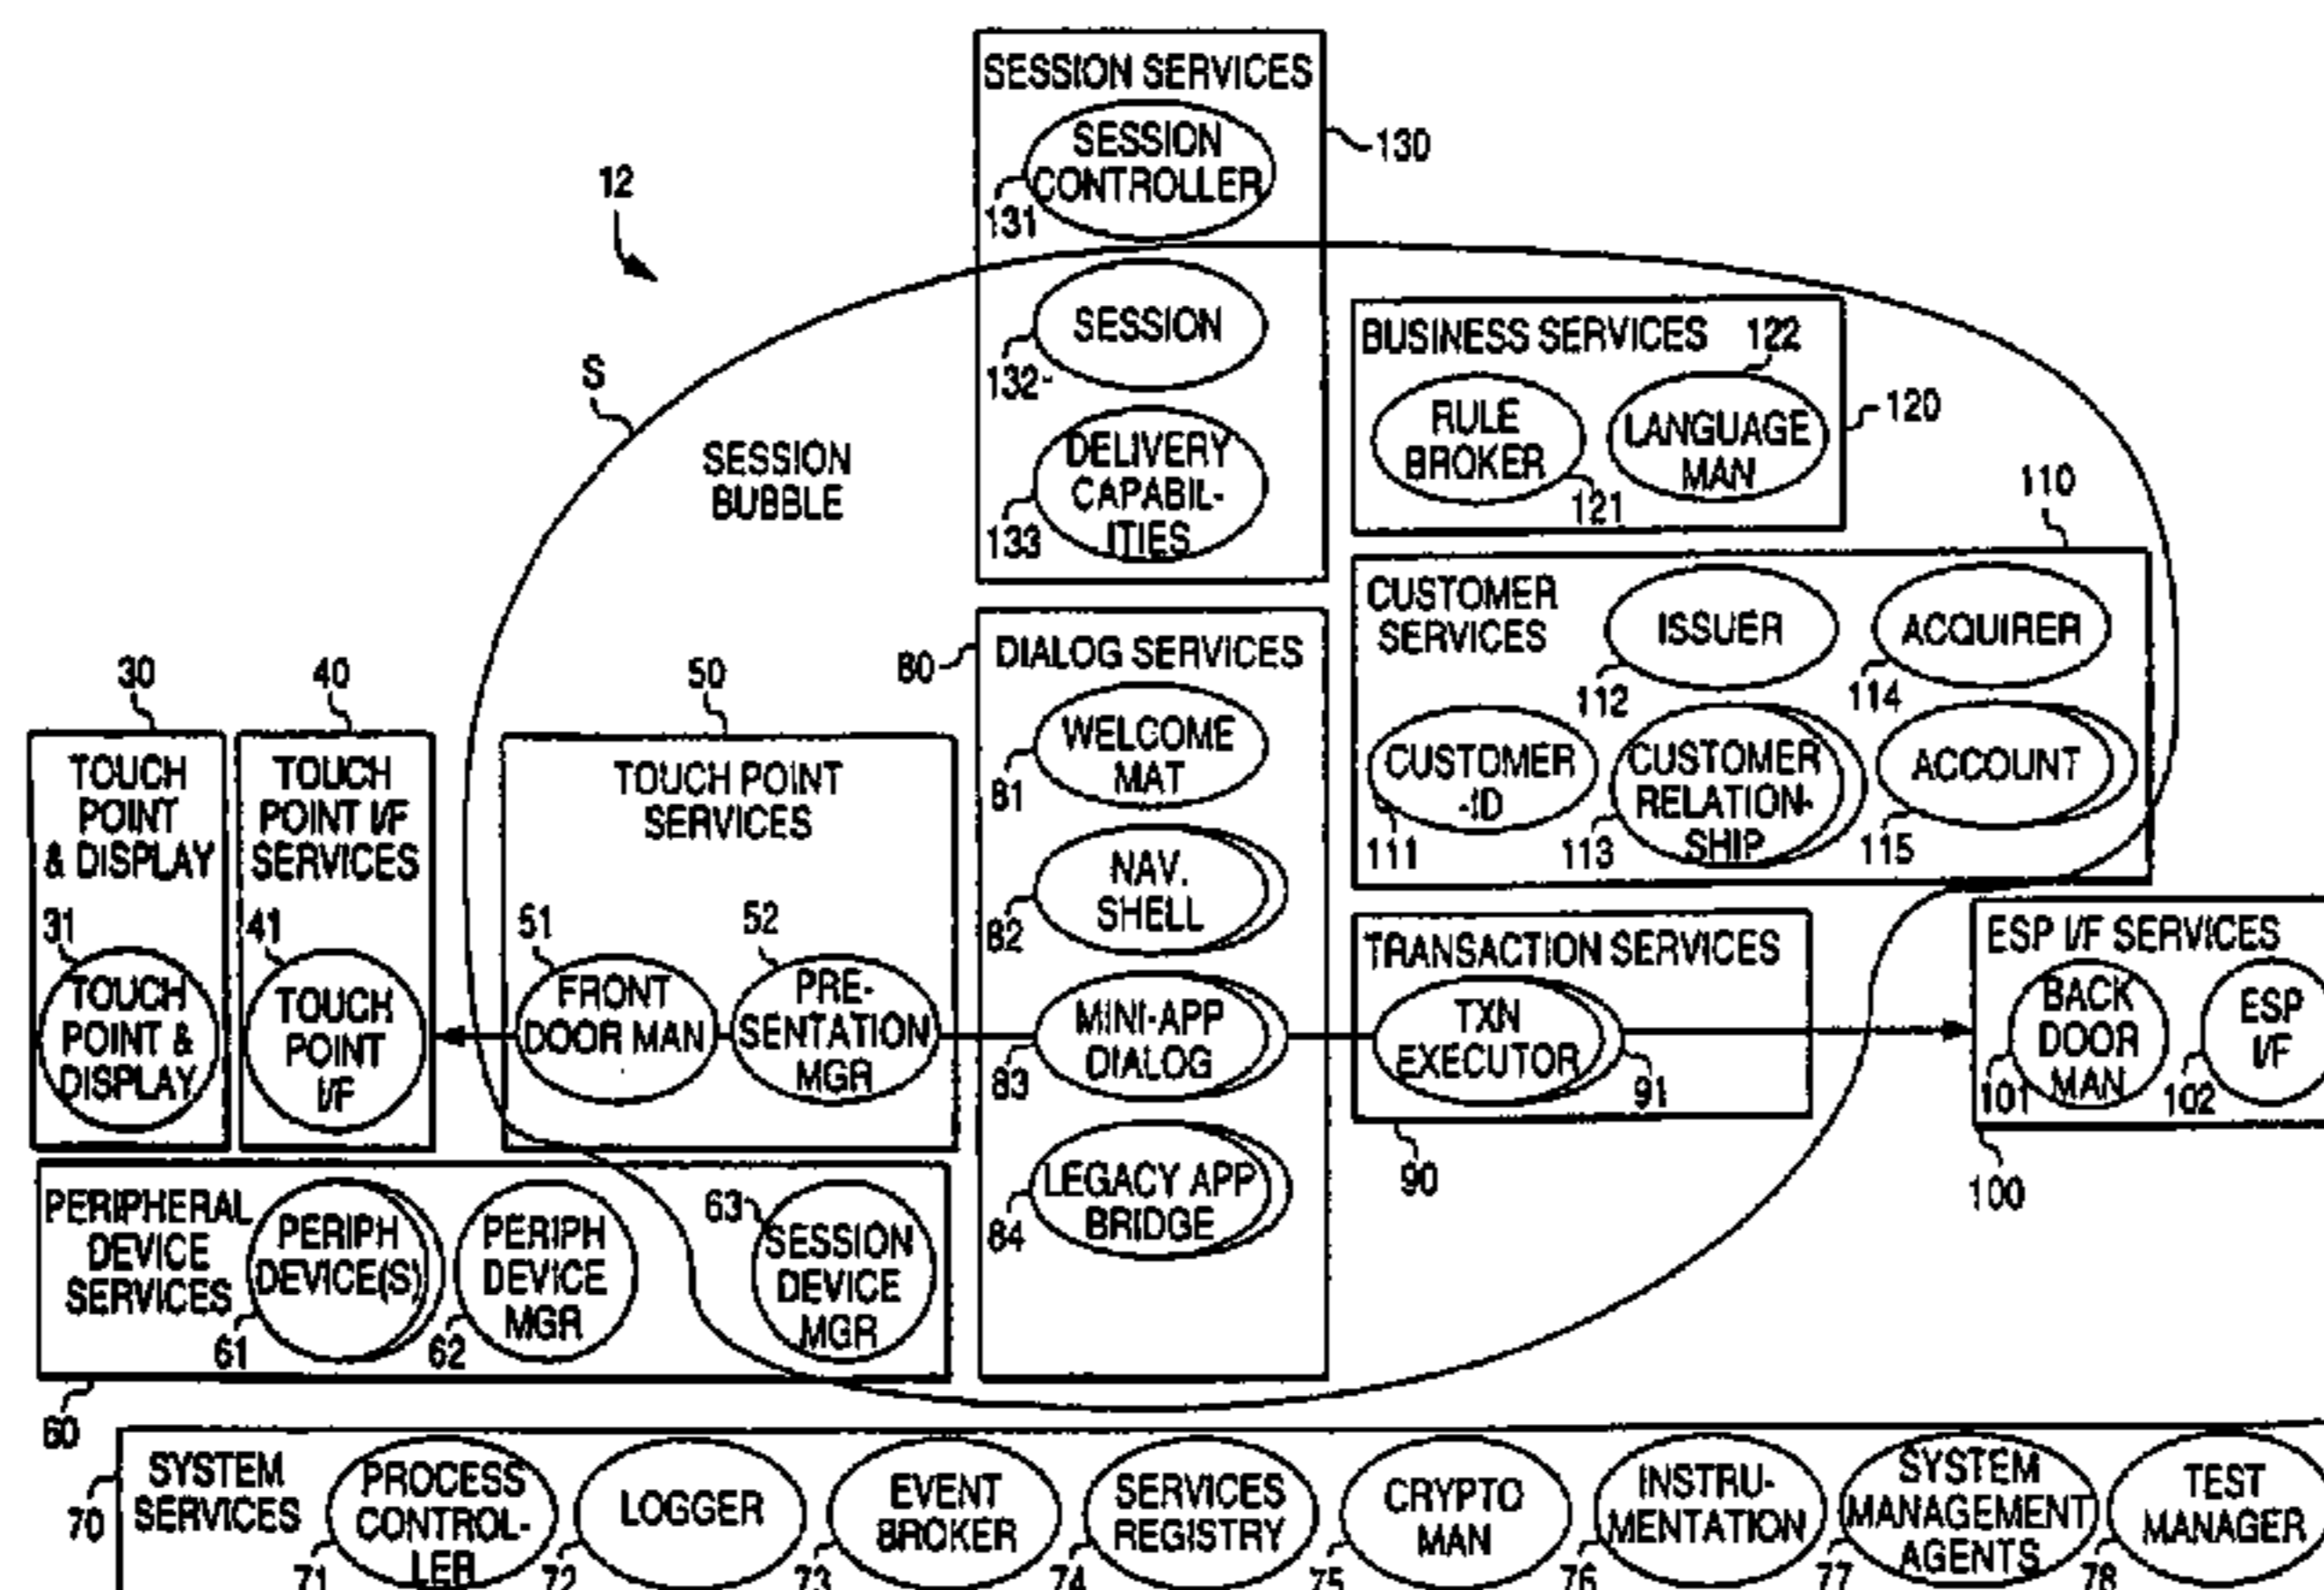 SESSION SERVICES
SESSION
CONTROLLER
130
131
12
SESSION
132
S
SESSION
BUBBLE
DELIVERY
CAPABIL-
ITIES
133
BUSINESS SERVICES
122
RULE
BROKER
LANGUAGE
MAN
120
121
110
CUSTOMER
SERVICES
ISSUER
ACQUIRER
112
114
CUSTOMER
-ID
CUSTOMER
RELATION-
SHIP
ACCOUNT
111
113
115
80
DIALOG SERVICES
WELCOME
MAT
81
NAV.
SHELL
82
MINI-APP
DIALOG
83
LEGACY APP
BRIDGE
84
30
40
50
TOUCH
POINT
& DISPLAY
TOUCH
POINT I/F
SERVICES
TOUCH POINT
SERVICES
31
41
51
52
TOUCH
POINT &
DISPLAY
TOUCH
POINT
I/F
FRONT
DOOR MAN
PRE-
SENTATION
MGR
TRANSACTION SERVICES
TXN
EXECUTOR
91
90
ESP I/F SERVICES
BACK
DOOR
MAN
ESP
I/F
101
102
100
PERIPHERAL
DEVICE
SERVICES
PERIPH
DEVICE(S)
PERIPH
DEVICE
MGR
63
SESSION
DEVICE
MGR
61
62
60
70
SYSTEM
SERVICES
PROCESS
CONTROL-
LER
LOGGER
EVENT
BROKER
SERVICES
REGISTRY
CRYPTO
MAN
INSTRU-
MENTATION
SYSTEM
MANAGEMENT
AGENTS
TEST
MANAGER
71
72
73
74
75
76
77
78